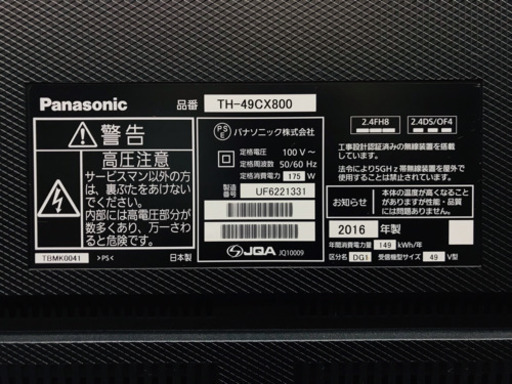 Panasonic
品番 TH-49CX800
警告
高圧注意
サービスマン以外の方
は、裏ぶたをあけないで
ください。
内部には高電圧部分が
数多くあり、万一さわる
と危険です。
TBMK0041 >PS< 日本製
PSE パナソニック株式会社
定格電圧 100 V～
定格周波数 50/60 Hz
定格消費電力 175 W
製造番号 UF6221331
JQA JQ10009
2.4FH8 2.4DS/OF4
工事設計認証済みの無線装置を搭載
しています。
法令により5GHz帯無線装置を屋外で
使用することは禁止されています。
お知らせ 本体の温度が高くなること
がありますが性能・品質
には問題ありません。
2016 年製
年間消費電力量 149 kWh/年
区分名 DG1 受信機型サイズ 49 V型